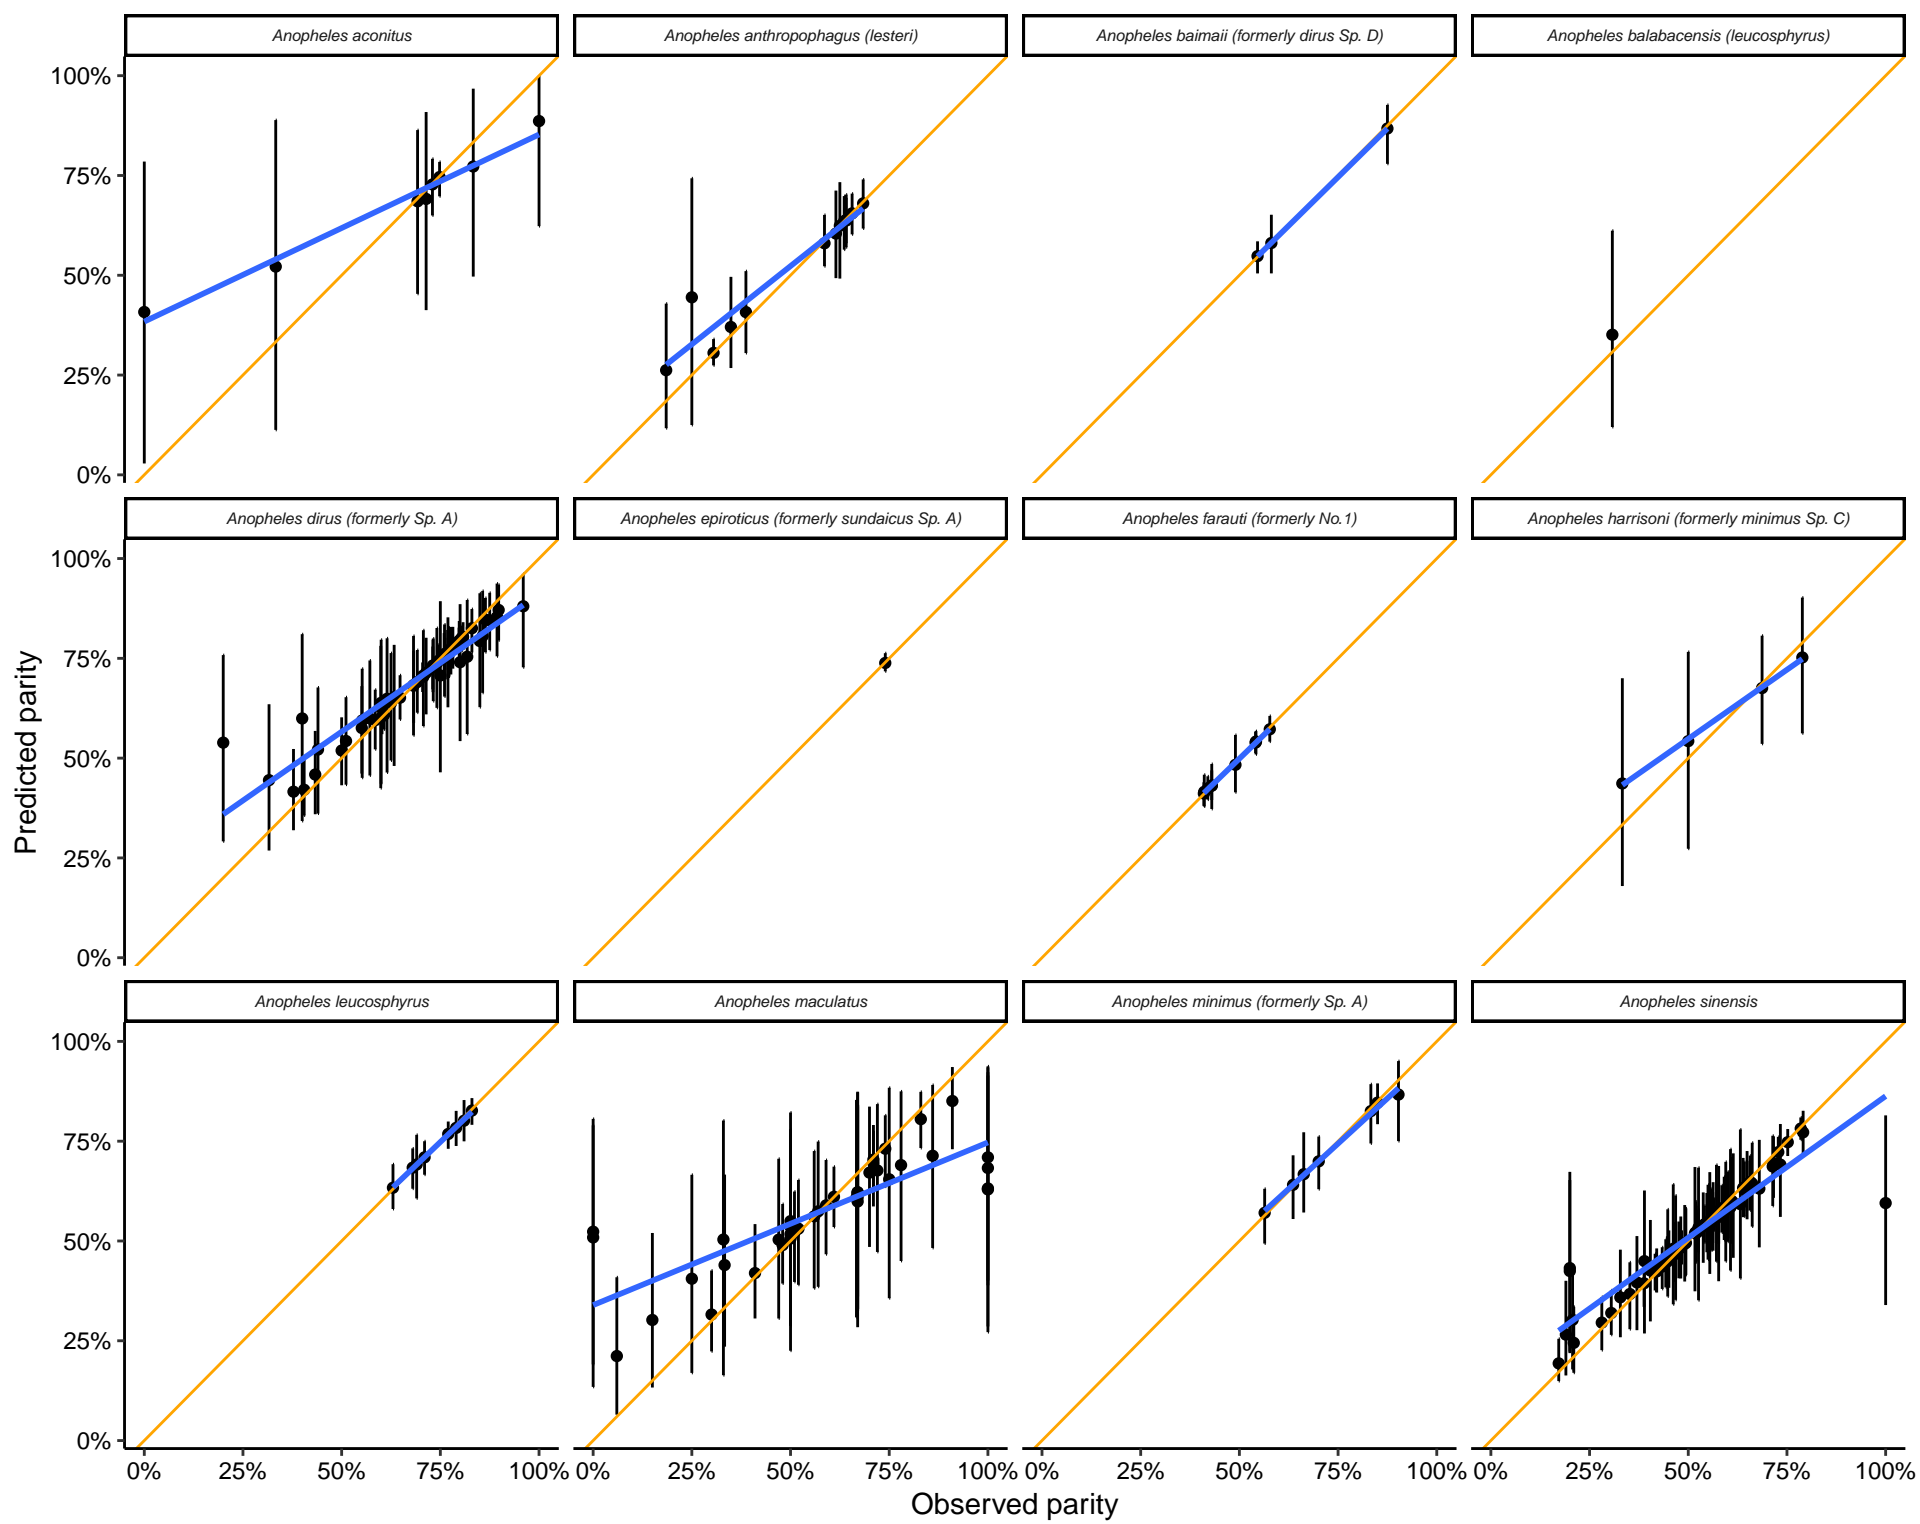 Anopheles aconitus
Anopheles anthropophagus (lesteri)
Anopheles baimaii (formerly dirus Sp. D)
Anopheles balabacensis (leucosphyrus)
100%
75%
50%
25%
0%
Anopheles dirus (formerly Sp. A)
Anopheles epiroticus (formerly sundaicus Sp. A)
Anopheles farauti (formerly No.1)
Anopheles harrisoni (formerly minimus Sp. C)
100%
75%
50%
25%
0%
Predicted parity
Anopheles leucosphyrus
Anopheles maculatus
Anopheles minimus (formerly Sp. A)
Anopheles sinensis
100%
75%
50%
25%
0%
0% 25% 50% 75% 100% 0% 25% 50% 75% 100% 0% 25% 50% 75% 100% 0% 25% 50% 75% 100%
Observed parity